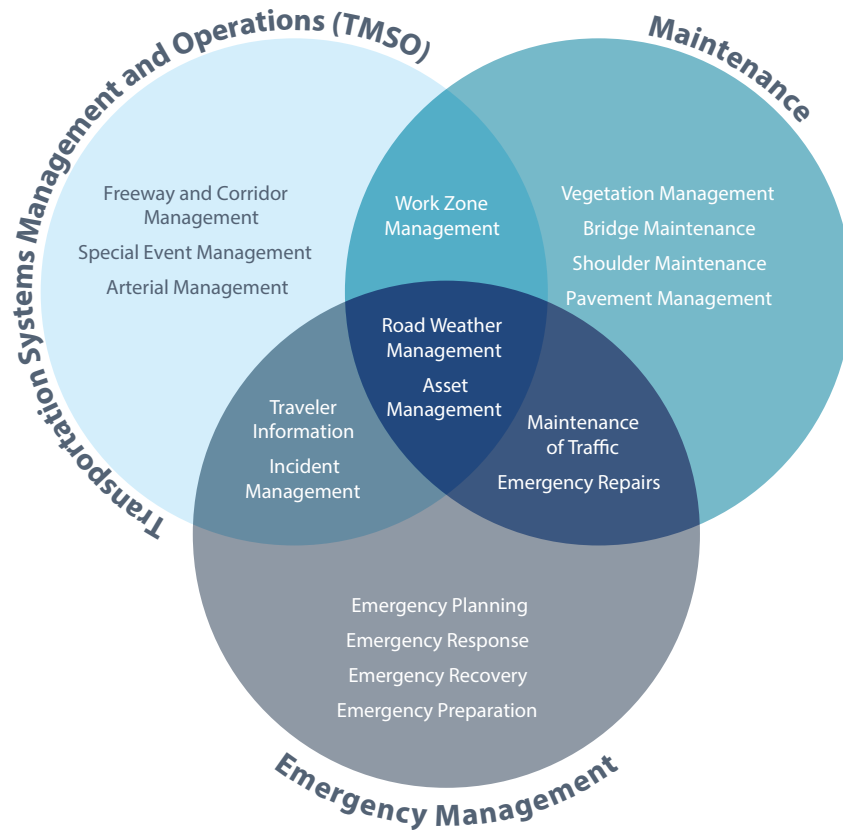 Transportation Systems Management and Operations (TMSO)
Maintenance
Freeway and Corridor
Management
Special Event Management
Arterial Management
Work Zone
Management
Vegetation Management
Bridge Maintenance
Shoulder Maintenance
Pavement Management
Road Weather
Management
Asset
Management
Traveler
Information
Incident
Management
Maintenance
of Traffic
Emergency Repairs
Emergency Planning
Emergency Response
Emergency Recovery
Emergency Preparation
Emergency Management